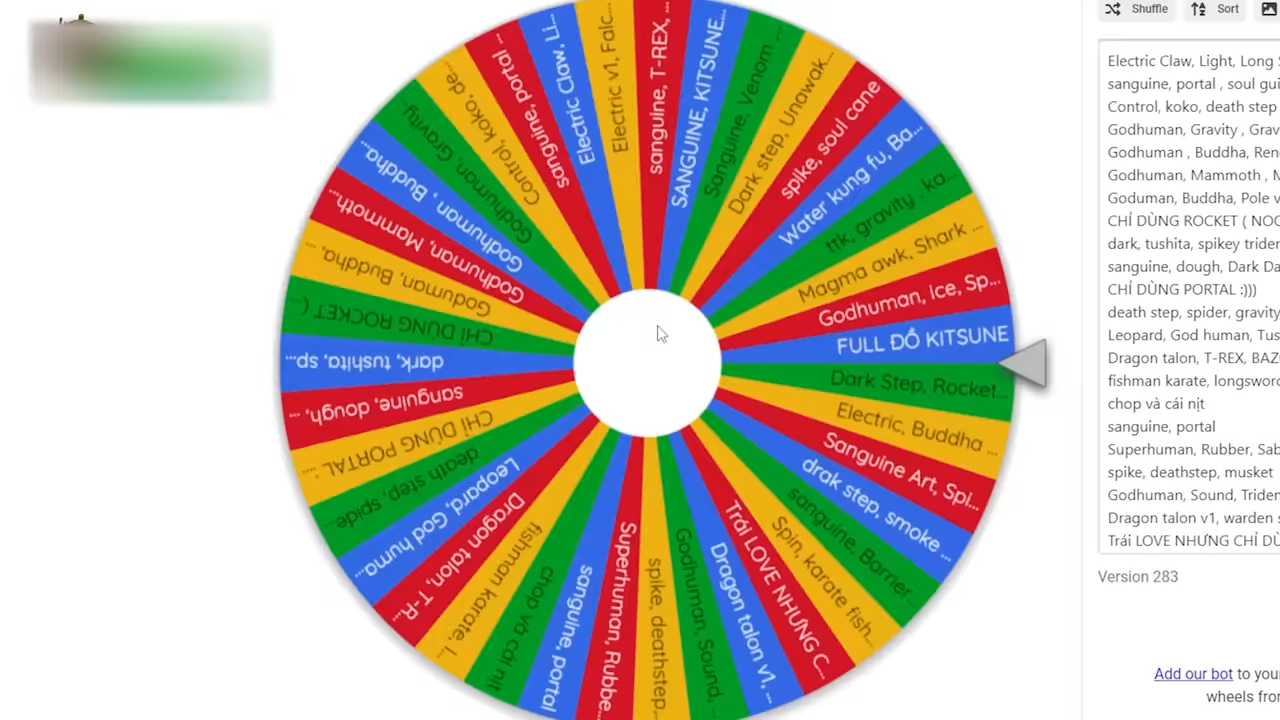 Shuffle
Sort
Electric Claw, Light, Long
sanguine, portal , soul gui
Control, koko, death step
Godhuman, Gravity , Grav
Godhuman , Buddha, Ren
Godhuman, Mammoth , M
Goduman, Buddha, Pole v
CHỈ DÙNG ROCKET ( NO
dark, tushita, spikey triden
sanguine, dough, Dark Da
CHỈ DÙNG PORTAL :)))
death step, spider, gravity
Leopard, God human, Tus
Dragon talon, T-REX, BAZ
fishman karate, longswor
chop và cái nịt
sanguine, portal
Superhuman, Rubber, Sab
spike, deathstep, musket
Godhuman, Sound, Triden
Dragon talon v1, warden s
Trái LOVE NHƯNG CHỈ DÙ
Version 283
Add our bot to your
wheels from
sanguine, T-REX, ...
SANGUINE, KITSUNE...
Sanguine, Venom ...
Dark step, Unawak...
spike, soul cane
Water kung fu, Ba...
ttk, gravity , ka...
Magma awk, Shark ...
Godhuman, ice, Sp...
FULL ĐỒ KITSUNE
Dark Step, Rocket...
Electric, Buddha ...
Sanguine Art, Spi...
drak step, smoke ...
sanguine, Barrier...
Spin, karate fish...
Trái LOVE NHƯNG C...
Dragon talon v1, ...
Godhuman, Sound, ...
spike, deathstep,
Superhuman, Rubbe...
sanguine, portal
chop và cái nịt
fishman karate, l...
Dragon talon, T-R...
Leopard, God huma...
death step, spide...
CHỈ DÙNG PORTAL ...
sanguine, dough, ...
dark, tushita, sp...
CHỈ DÙNG ROCKET (...
Goduman, Buddha, ...
Godhuman, Mammoth...
Godhuman , Buddha...
Godhuman, Gravity
Control, koko, de...
sanguine, portal ...
Electric Claw, Li...
Electric v1, Falc...